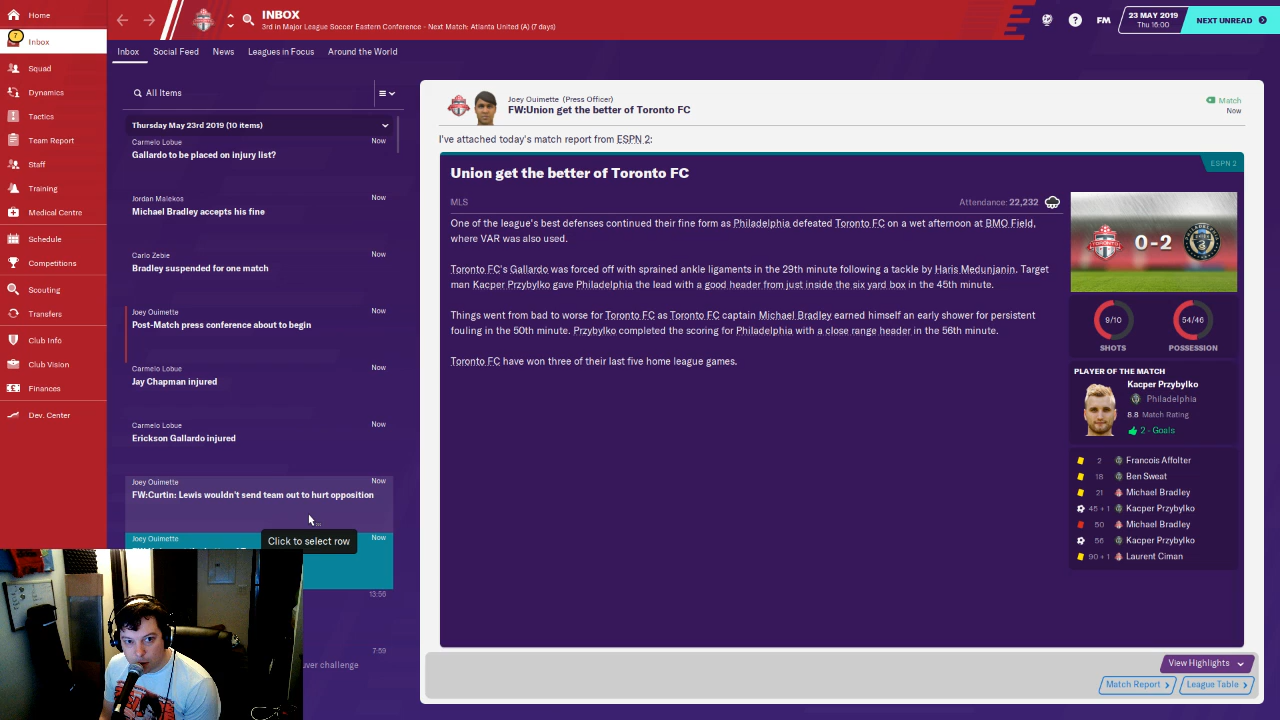 Home
7
Inbox
Squad
Dynamics
Tactics
Team Report
Staff
Training
Medical Centre
Schedule
Competitions
Scouting
Transfers
Club Info
Club Vision
Finances
Dev. Center
INBOX
3rd in Major League Soccer Eastern Conference - Next Match: Atlanta United (A) (7 days)
FM
23 MAY 2019
Thu 16:00
NEXT UNREAD
Inbox Social Feed News Leagues in Focus Around the World
All Items
Thursday May 23rd 2019 (10 items)
Carmelo Lobue Now
Gallardo to be placed on injury list?
Jordan Malekos Now
Michael Bradley accepts his fine
Carlo Zebie Now
Bradley suspended for one match
Joey Ouimette Now
Post-Match press conference about to begin
Carmelo Lobue Now
Jay Chapman injured
Carmelo Lobue Now
Erickson Gallardo injured
Joey Ouimette Now
FW:Curtin: Lewis wouldn't send team out to hurt opposition
Click to select row
Joey Ouimette Now
13:56
7:59
challenge
Joey Ouimette (Press Officer)
FW:Union get the better of Toronto FC
Match
Now
I've attached today's match report from ESPN 2:
ESPN 2
Union get the better of Toronto FC
MLS Attendance: 22,232
One of the league's best defenses continued their fine form as Philadelphia defeated Toronto FC on a wet afternoon at BMO Field,
where VAR was also used.
Toronto FC's Gallardo was forced off with sprained ankle ligaments in the 29th minute following a tackle by Haris Medunjanin. Target
man Kacper Przybylko gave Philadelphia the lead with a good header from just inside the six yard box in the 45th minute.
Things went from bad to worse for Toronto FC as Toronto FC captain Michael Bradley earned himself an early shower for persistent
fouling in the 50th minute. Przybylko completed the scoring for Philadelphia with a close range header in the 56th minute.
Toronto FC have won three of their last five home league games.
0-2
9/10
SHOTS
54/46
POSSESSION
PLAYER OF THE MATCH
Kacper Przybylko
Philadelphia
8.8 Match Rating
2 - Goals
2 Francois Affolter
18 Ben Sweat
21 Michael Bradley
45 + 1 Kacper Przybylko
50 Michael Bradley
56 Kacper Przybylko
90 + 1 Laurent Ciman
View Highlights
Match Report
League Table